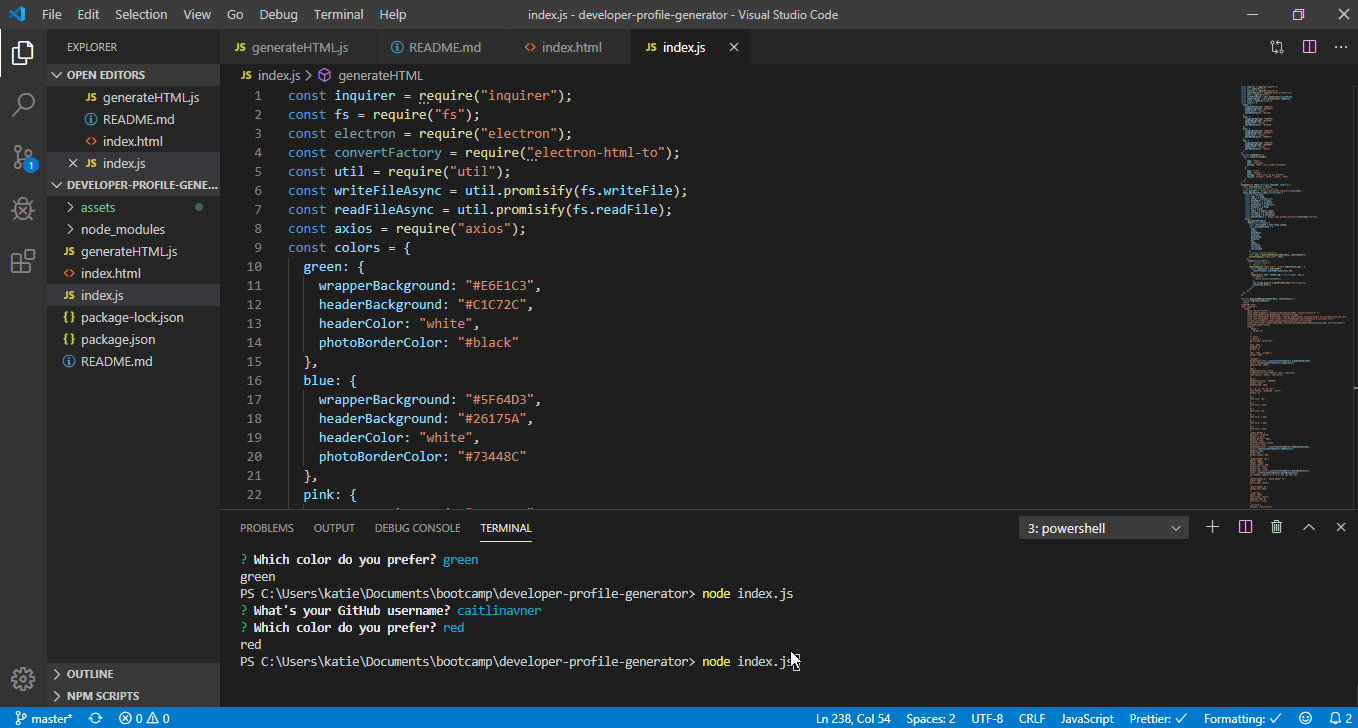 File Edit Selection View Go Debug Terminal Help index.js - developer-profile-generator - Visual Studio Code
EXPLORER
OPEN EDITORS
JS generateHTML.js
README.md
<> index.html
JS index.js
DEVELOPER-PROFILE-GENE...
assets
node_modules
JS generateHTML.js
<> index.html
JS index.js
{} package-lock.json
{} package.json
README.md
OUTLINE
NPM SCRIPTS
1
JS generateHTML.js README.md <> index.html JS index.js
JS index.js > generateHTML
1 const inquirer = require("inquirer");
2 const fs = require("fs");
3 const electron = require("electron");
4 const convertFactory = require("electron-html-to");
5 const util = require("util");
6 const writeFileAsync = util.promisify(fs.writeFile);
7 const readFileAsync = util.promisify(fs.readFile);
8 const axios = require("axios");
9 const colors = {
10 green: {
11 wrapperBackground: "#E6E1C3",
12 headerBackground: "#C1C72C",
13 headerColor: "white",
14 photoBorderColor: "#black"
15 },
16 blue: {
17 wrapperBackground: "#5F64D3",
18 headerBackground: "#26175A",
19 headerColor: "white",
20 photoBorderColor: "#73448C"
21 },
22 pink: {
PROBLEMS OUTPUT DEBUG CONSOLE TERMINAL 3: powershell
? Which color do you prefer? green
green
PS C:\Users\katie\Documents\bootcamp\developer-profile-generator> node index.js
? What's your GitHub username? caitlinavner
? Which color do you prefer? red
red
PS C:\Users\katie\Documents\bootcamp\developer-profile-generator> node index.js
master* 0 0 Ln 238, Col 54 Spaces: 2 UTF-8 CRLF JavaScript Prettier: ✓ Formatting: ✓ 2